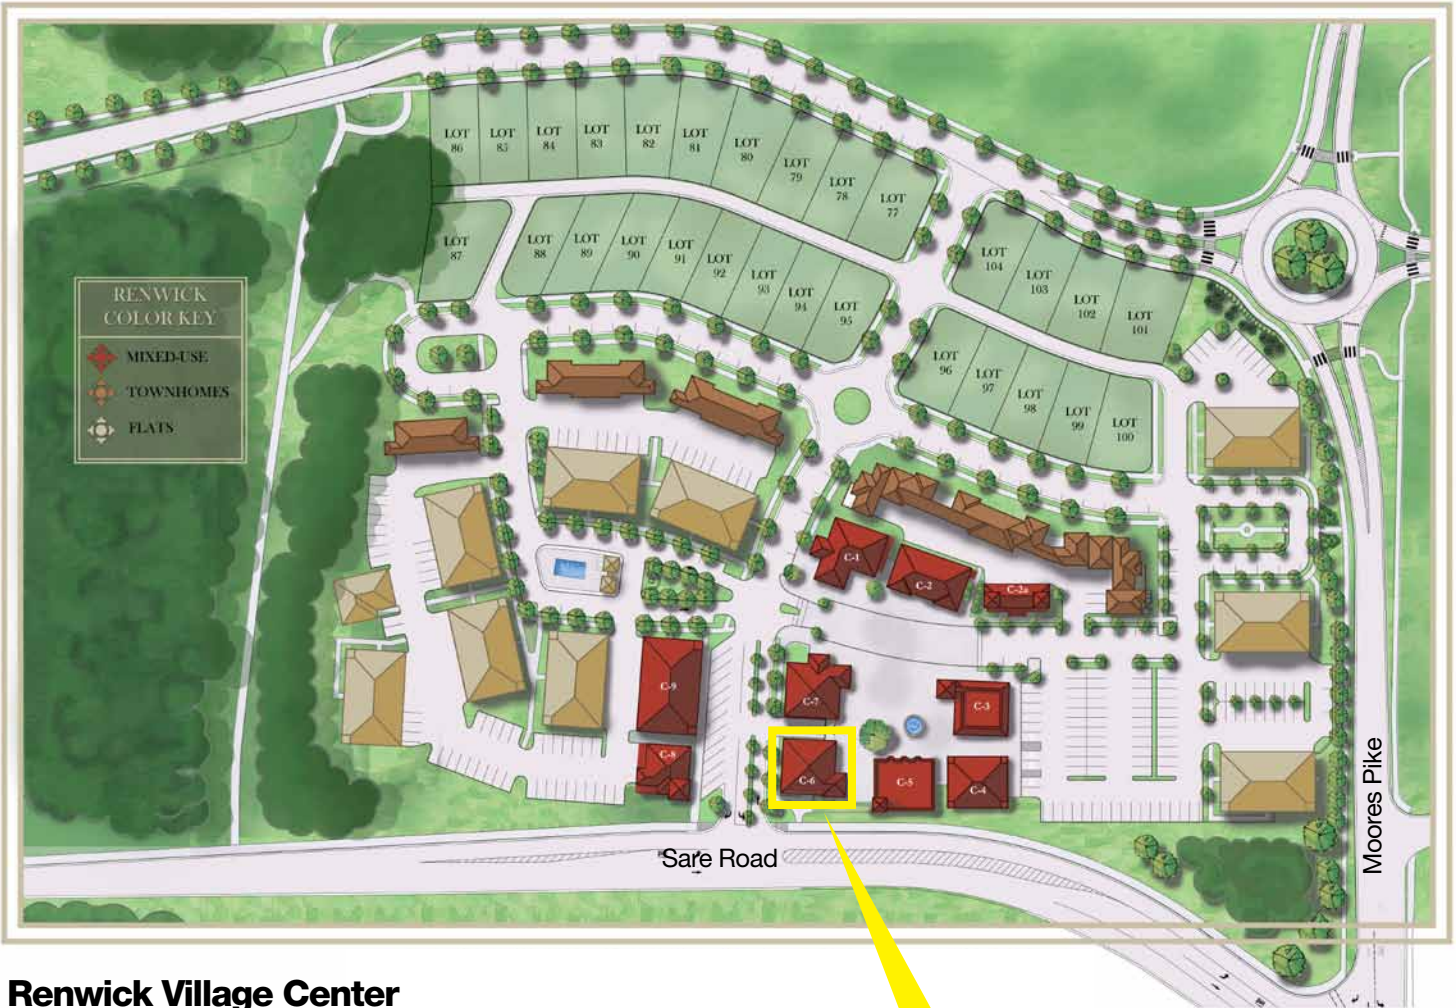 LOT
86
LOT
85
LOT
84
LOT
83
LOT
82
LOT
81
LOT
80
LOT
79
LOT
78
LOT
77
LOT
87
LOT
88
LOT
89
LOT
90
LOT
91
LOT
92
LOT
93
LOT
94
LOT
95
LOT
104
LOT
103
LOT
102
LOT
101
LOT
96
LOT
97
LOT
98
LOT
99
LOT
100
RENWICK
COLOR KEY
MIXED-USE
TOWNHOMES
FLATS
C-1
C-2
C-2a
C-9
C-7
C-3
C-8
C-6
C-5
C-4
Sare Road
Moores Pike
Renwick Village Center